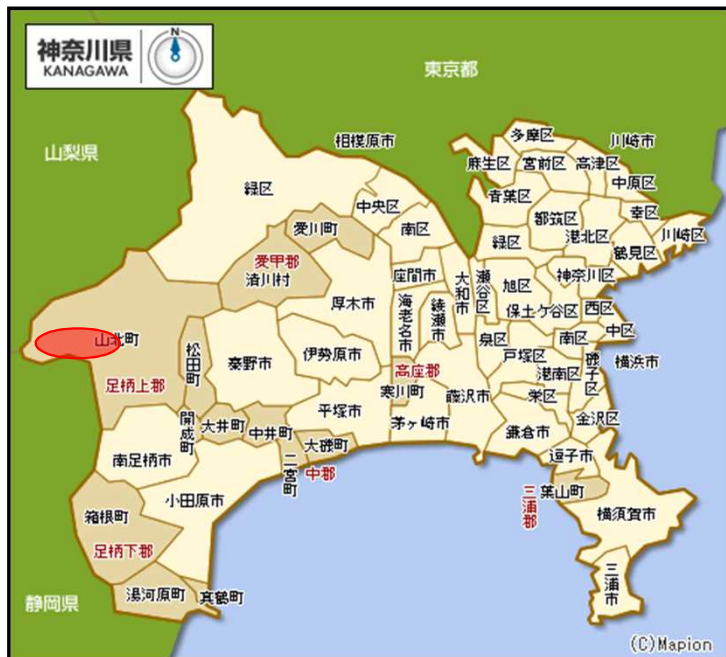 神奈川県
KANAGAWA
東京都
山梨県
相模原市
多摩区
川崎市
麻生区
宮前区
高津区
中原区
青葉区
緑区
中央区
都筑区
幸区
愛川町
南区
緑区
港北区
鶴見区
川崎区
愛甲郡
清川村
座間市
大和市
瀬谷区
旭区
神奈川区
厚木市
海老名市
綾瀬市
保土ケ谷区
西区
山北町
松田町
秦野市
伊勢原市
泉区
戸塚区
南区
中区
磯子区
横浜市
足柄上郡
高座郡
寒川町
港南区
藤沢市
栄区
開成町
大井町
中井町
平塚市
茅ヶ崎市
鎌倉市
金沢区
南足柄市
二宮町
大磯町
中郡
逗子市
葉山町
三浦郡
小田原市
箱根町
横須賀市
足柄下郡
湯河原町
真鶴町
三浦市
静岡県
(C)Mapion